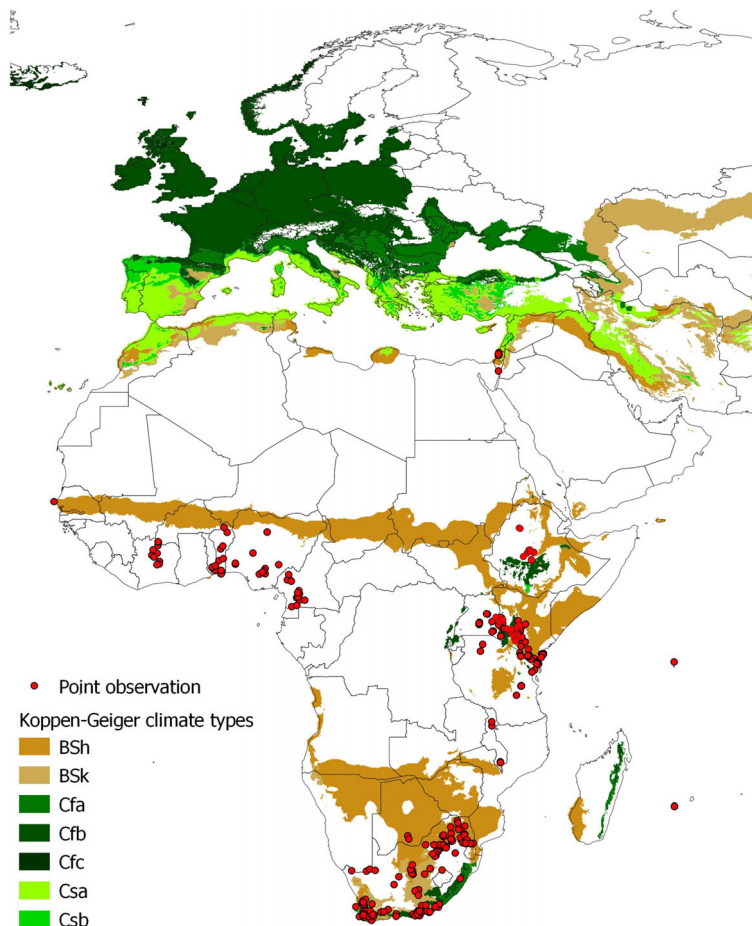 Point observation
Koppen-Geiger climate types
BSh
BSk
Cfa
Cfb
Cfc
Csa
Csb